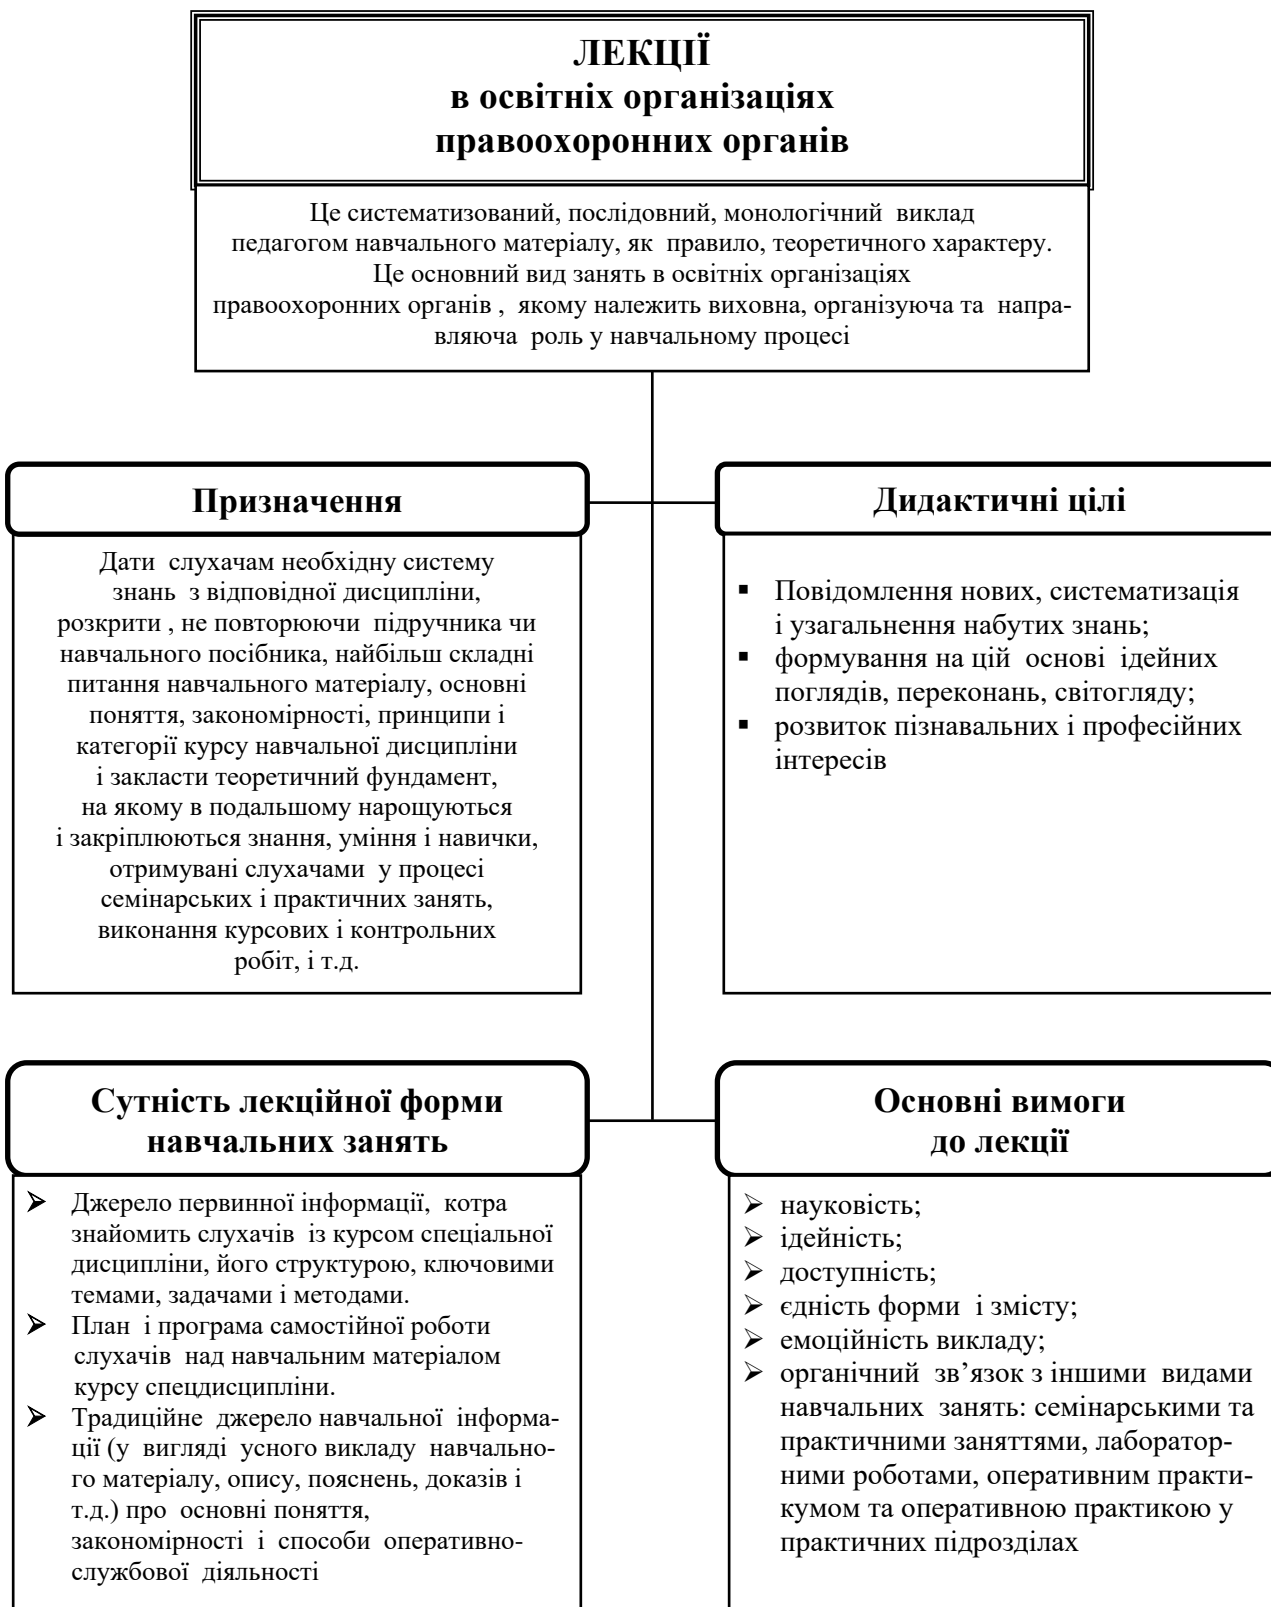 ЛЕКЦІЇ
в освітніх організаціях
правоохоронних органів
Це систематизований, послідовний, монологічний виклад
педагогом навчального матеріалу, як правило, теоретичного характеру.
Це основний вид занять в освітніх організаціях
правоохоронних органів , якому належить виховна, організуюча та напра-
вляюча роль у навчальному процесі
Призначення
Дати слухачам необхідну систему
знань з відповідної дисципліни,
розкрити , не повторюючи підручника чи
навчального посібника, найбільш складні
питання навчального матеріалу, основні
поняття, закономірності, принципи і
категорії курсу навчальної дисципліни
і закласти теоретичний фундамент,
на якому в подальшому нарощуються
і закріплюються знання, уміння і навички,
отримувані слухачами у процесі
семінарських і практичних занять,
виконання курсових і контрольних
робіт, і т.д.
Дидактичні цілі
▪ Повідомлення нових, систематизація
і узагальнення набутих знань;
▪ формування на цій основі ідейних
поглядів, переконань, світогляду;
▪ розвиток пізнавальних і професійних
інтересів
Сутність лекційної форми
навчальних занять
➢ Джерело первинної інформації, котра
знайомить слухачів із курсом спеціальної
дисципліни, його структурою, ключовими
темами, задачами і методами.
➢ План і програма самостійної роботи
слухачів над навчальним матеріалом
курсу спецдисципліни.
➢ Традиційне джерело навчальної інформа-
ції (у вигляді усного викладу навчально-
го матеріалу, опису, пояснень, доказів і
т.д.) про основні поняття,
закономірності і способи оперативно-
службової діяльності
Основні вимоги
до лекції
➢ науковість;
➢ ідейність;
➢ доступність;
➢ єдність форми і змісту;
➢ емоційність викладу;
➢ органічний зв’язок з іншими видами
навчальних занять: семінарськими та
практичними заняттями, лаборатор-
ними роботами, оперативним практи-
кумом та оперативною практикою у
практичних підрозділах